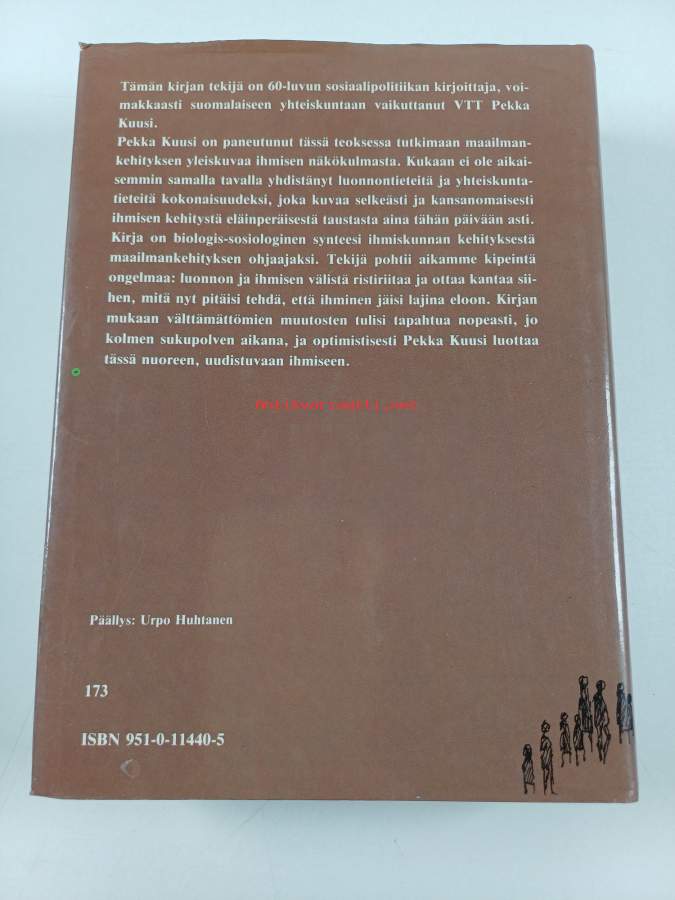 Tämän kirjan tekijä on 60-luvun sosiaalipolitiikan kirjoittaja, voi-
makkaasti suomalaiseen yhteiskuntaan vaikuttanut VTT Pekka
Kuusi.
Pekka Kuusi on paneutunut tässä teoksessa tutkimaan maailman-
kehityksen yleiskuvaa ihmisen näkökulmasta. Kukaan ei ole aikai-
semmin samalla tavalla yhdistänyt luonnontieteitä ja yhteiskunta-
tieteitä kokonaisuudeksi, joka kuvaa selkeästi ja kansanomaisesti
ihmisen kehitystä eläinperäisestä taustasta aina tähän päivään asti.
Kirja on biologis-sosiologinen synteesi ihmiskunnan kehityksestä
maailmankehityksen ohjaajaksi. Tekijä pohtii aikamme kipeintä
ongelmaa: luonnon ja ihmisen välistä ristiriitaa ja ottaa kantaa sii-
hen, mitä nyt pitäisi tehdä, että ihminen jäisi lajina eloon. Kirjan
mukaan välttämättömien muutosten tulisi tapahtua nopeasti, jo
kolmen sukupolven aikana, ja optimistisesti Pekka Kuusi luottaa
tässä nuoreen, uudistuvaan ihmiseen.
Päällys: Urpo Huhtanen
173
ISBN 951-0-11440-5